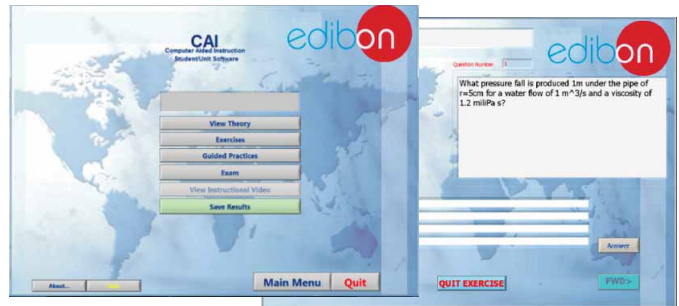 CAI
Computer Aided Instruction
Student/Unit Software
edibon
View Theory
Exercises
Guided Practices
Exam
View Instructional Video
Save Results
About...
Main Menu
Quit
edibon
Question Number
What pressure fall is produced 1m under the pipe of
r=5cm for a water flow of 1 m^3/s and a viscosity of
1.2 miliPa s?
Answer
QUIT EXERCISE
FWD>